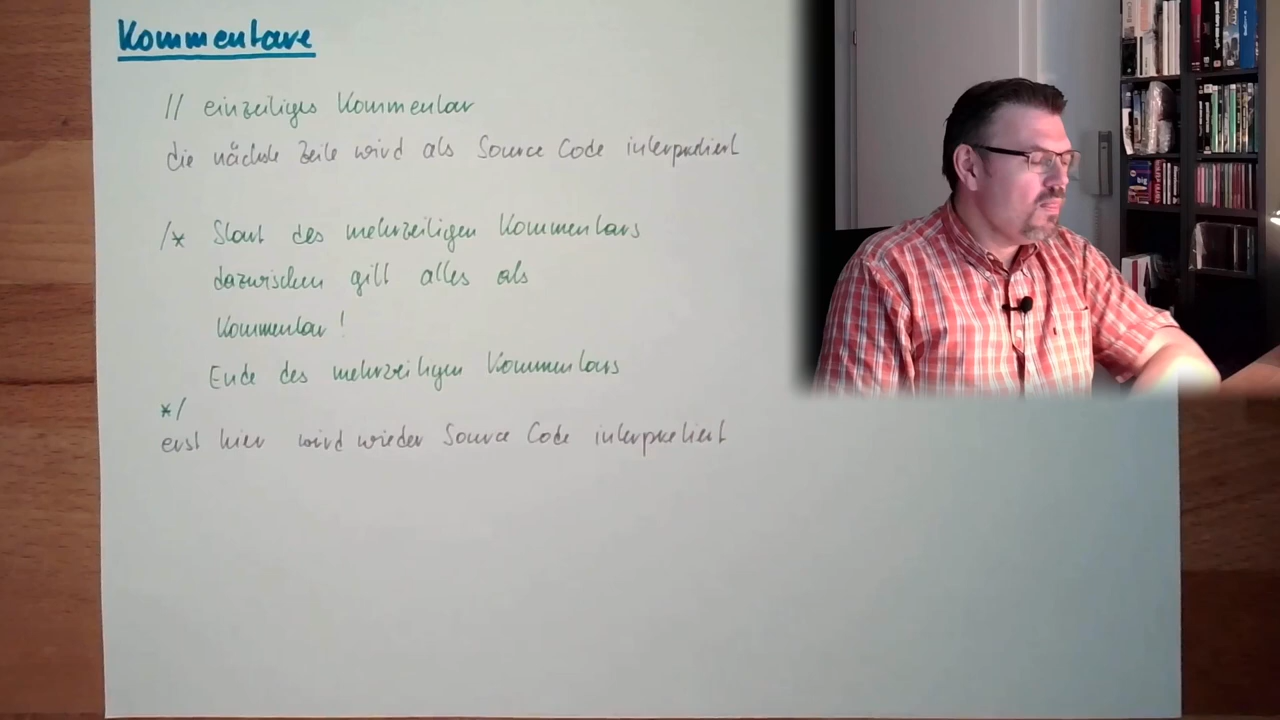 Kommentare
// einzeiliges Kommentar
die nächste Zeile wird als Source Code interpretiert
/* Start des mehrzeiligen Kommentars
dazwischen gilt alles als
Kommentar!
Ende des mehrzeiligen Kommentars
*/
erst hier wird wieder Source Code interpretiert
big